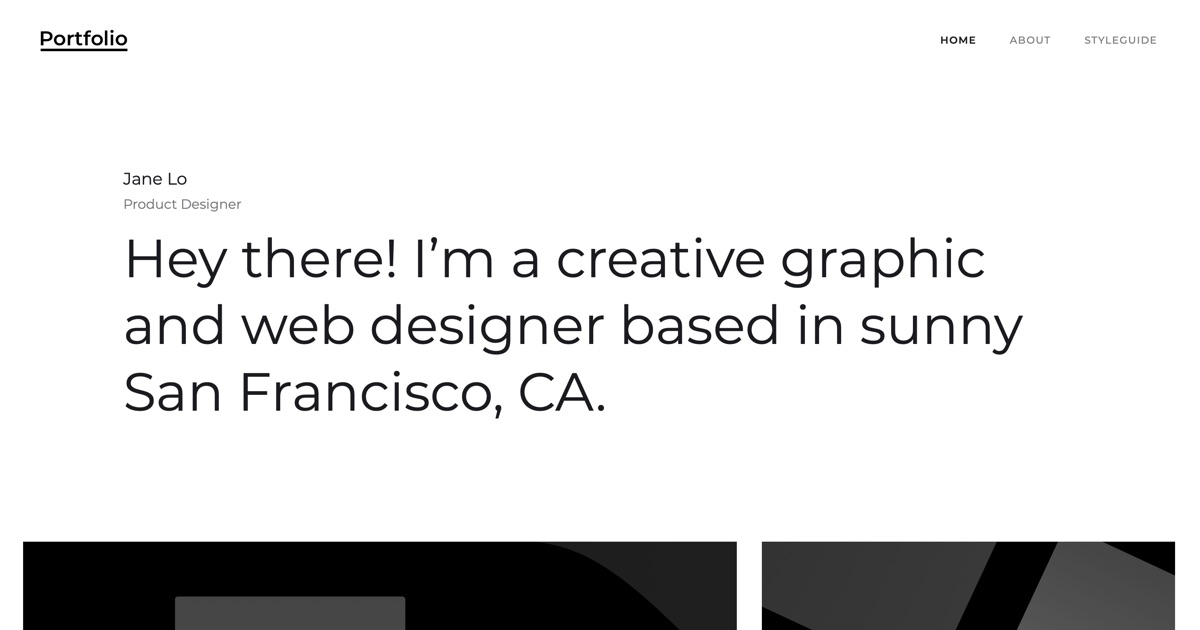 Portfolio
HOME ABOUT STYLEGUIDE
Jane Lo
Product Designer
Hey there! I’m a creative graphic
and web designer based in sunny
San Francisco, CA.